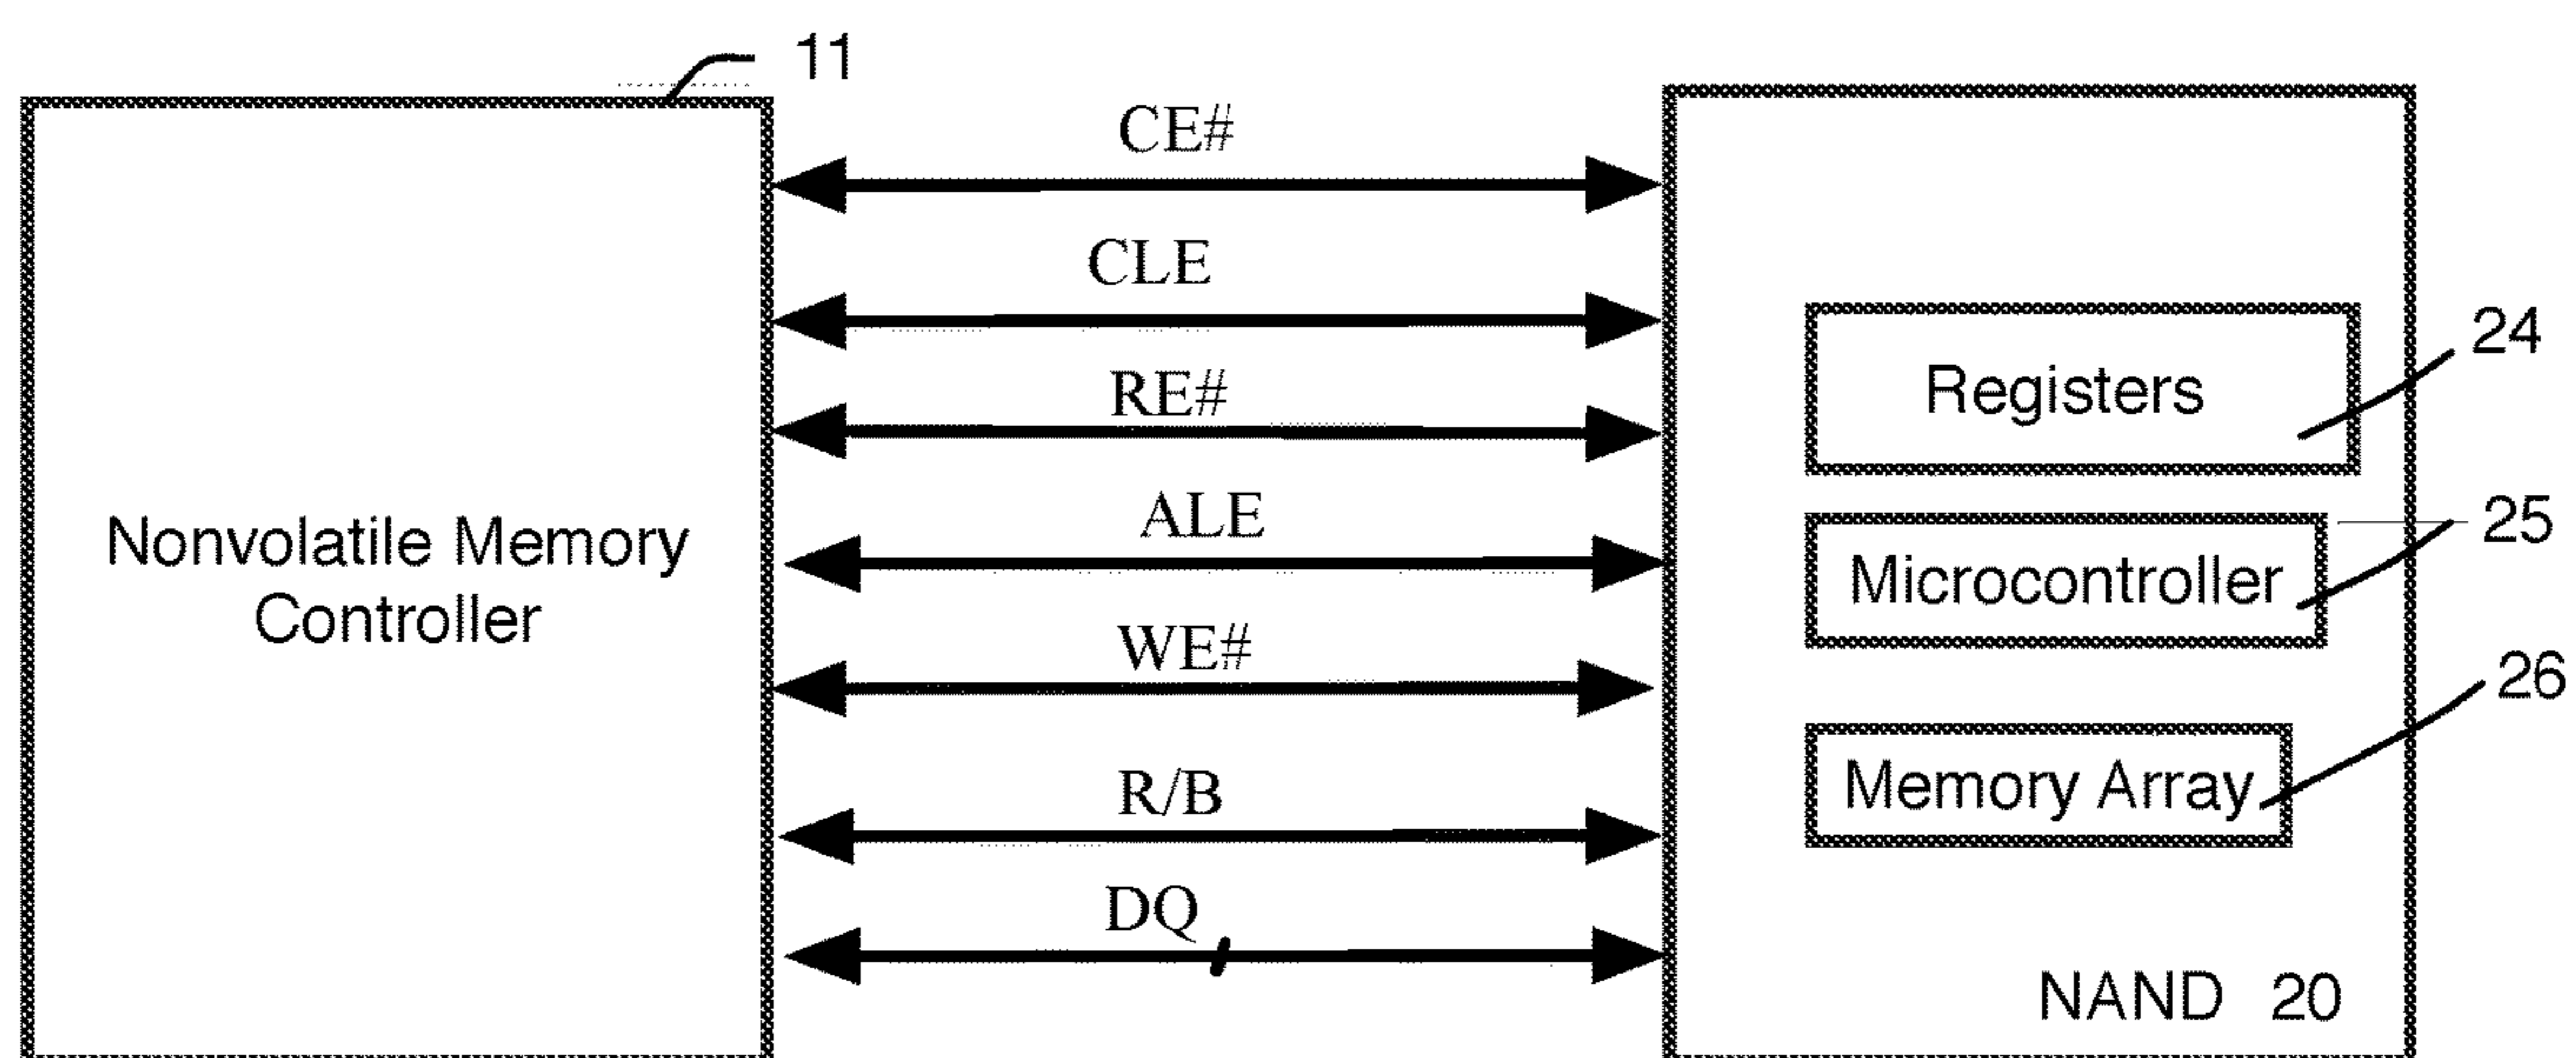 11
CE#
CLE
RE#
ALE
WE#
R/B
DQ
Nonvolatile Memory
Controller
Registers
24
Microcontroller
25
Memory Array
26
NAND 20